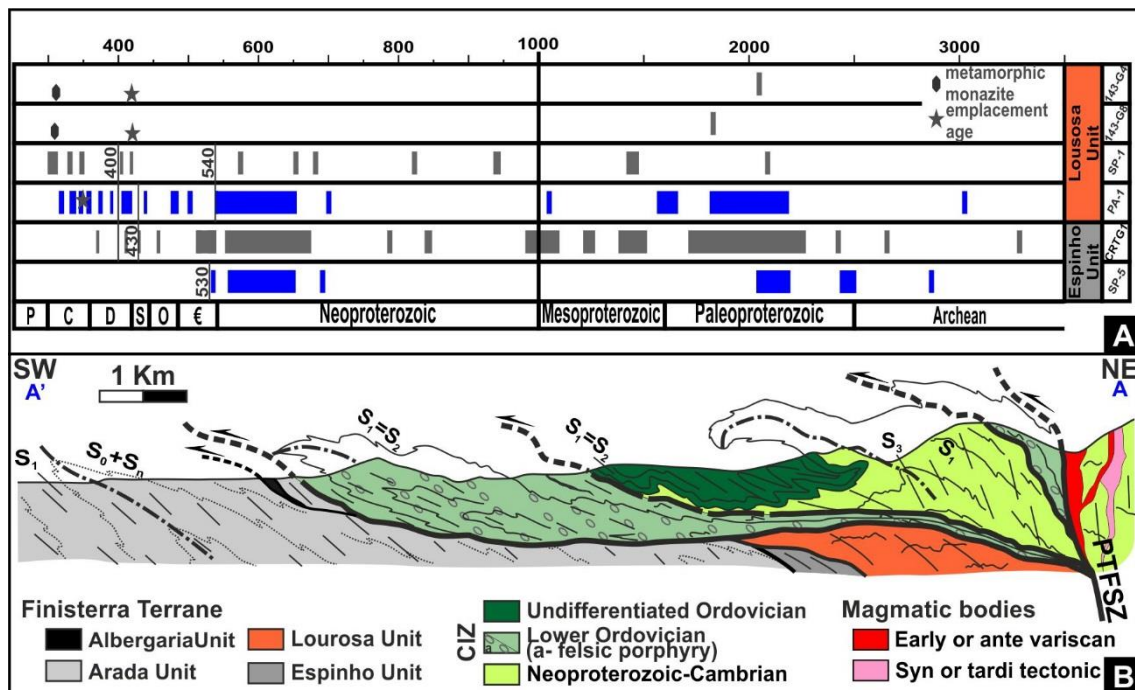 400 600 800 1000 2000 3000
metamorphic
monazite
emplacement
age
400
540
430
530
Lousosa
Unit
Espinho
Unit
143-G4
143-G8
SP-1
PA-1
CRTG1
SP-5
P C D S O € Neoproterozoic Mesoproterozoic Paleoproterozoic Archean
A
SW
A'
1 Km
NE
A
S1
S0+Sn
S1=S2
S1=S2
S3
S1
PTFSZ
Finisterra Terrane
AlbergariaUnit
Arada Unit
Lourosa Unit
Espinho Unit
CIZ
Undifferentiated Ordovician
a
Lower Ordovician
(a- felsic porphyry)
Neoproterozoic-Cambrian
Magmatic bodies
Early or ante variscan
Syn or tardi tectonic
B